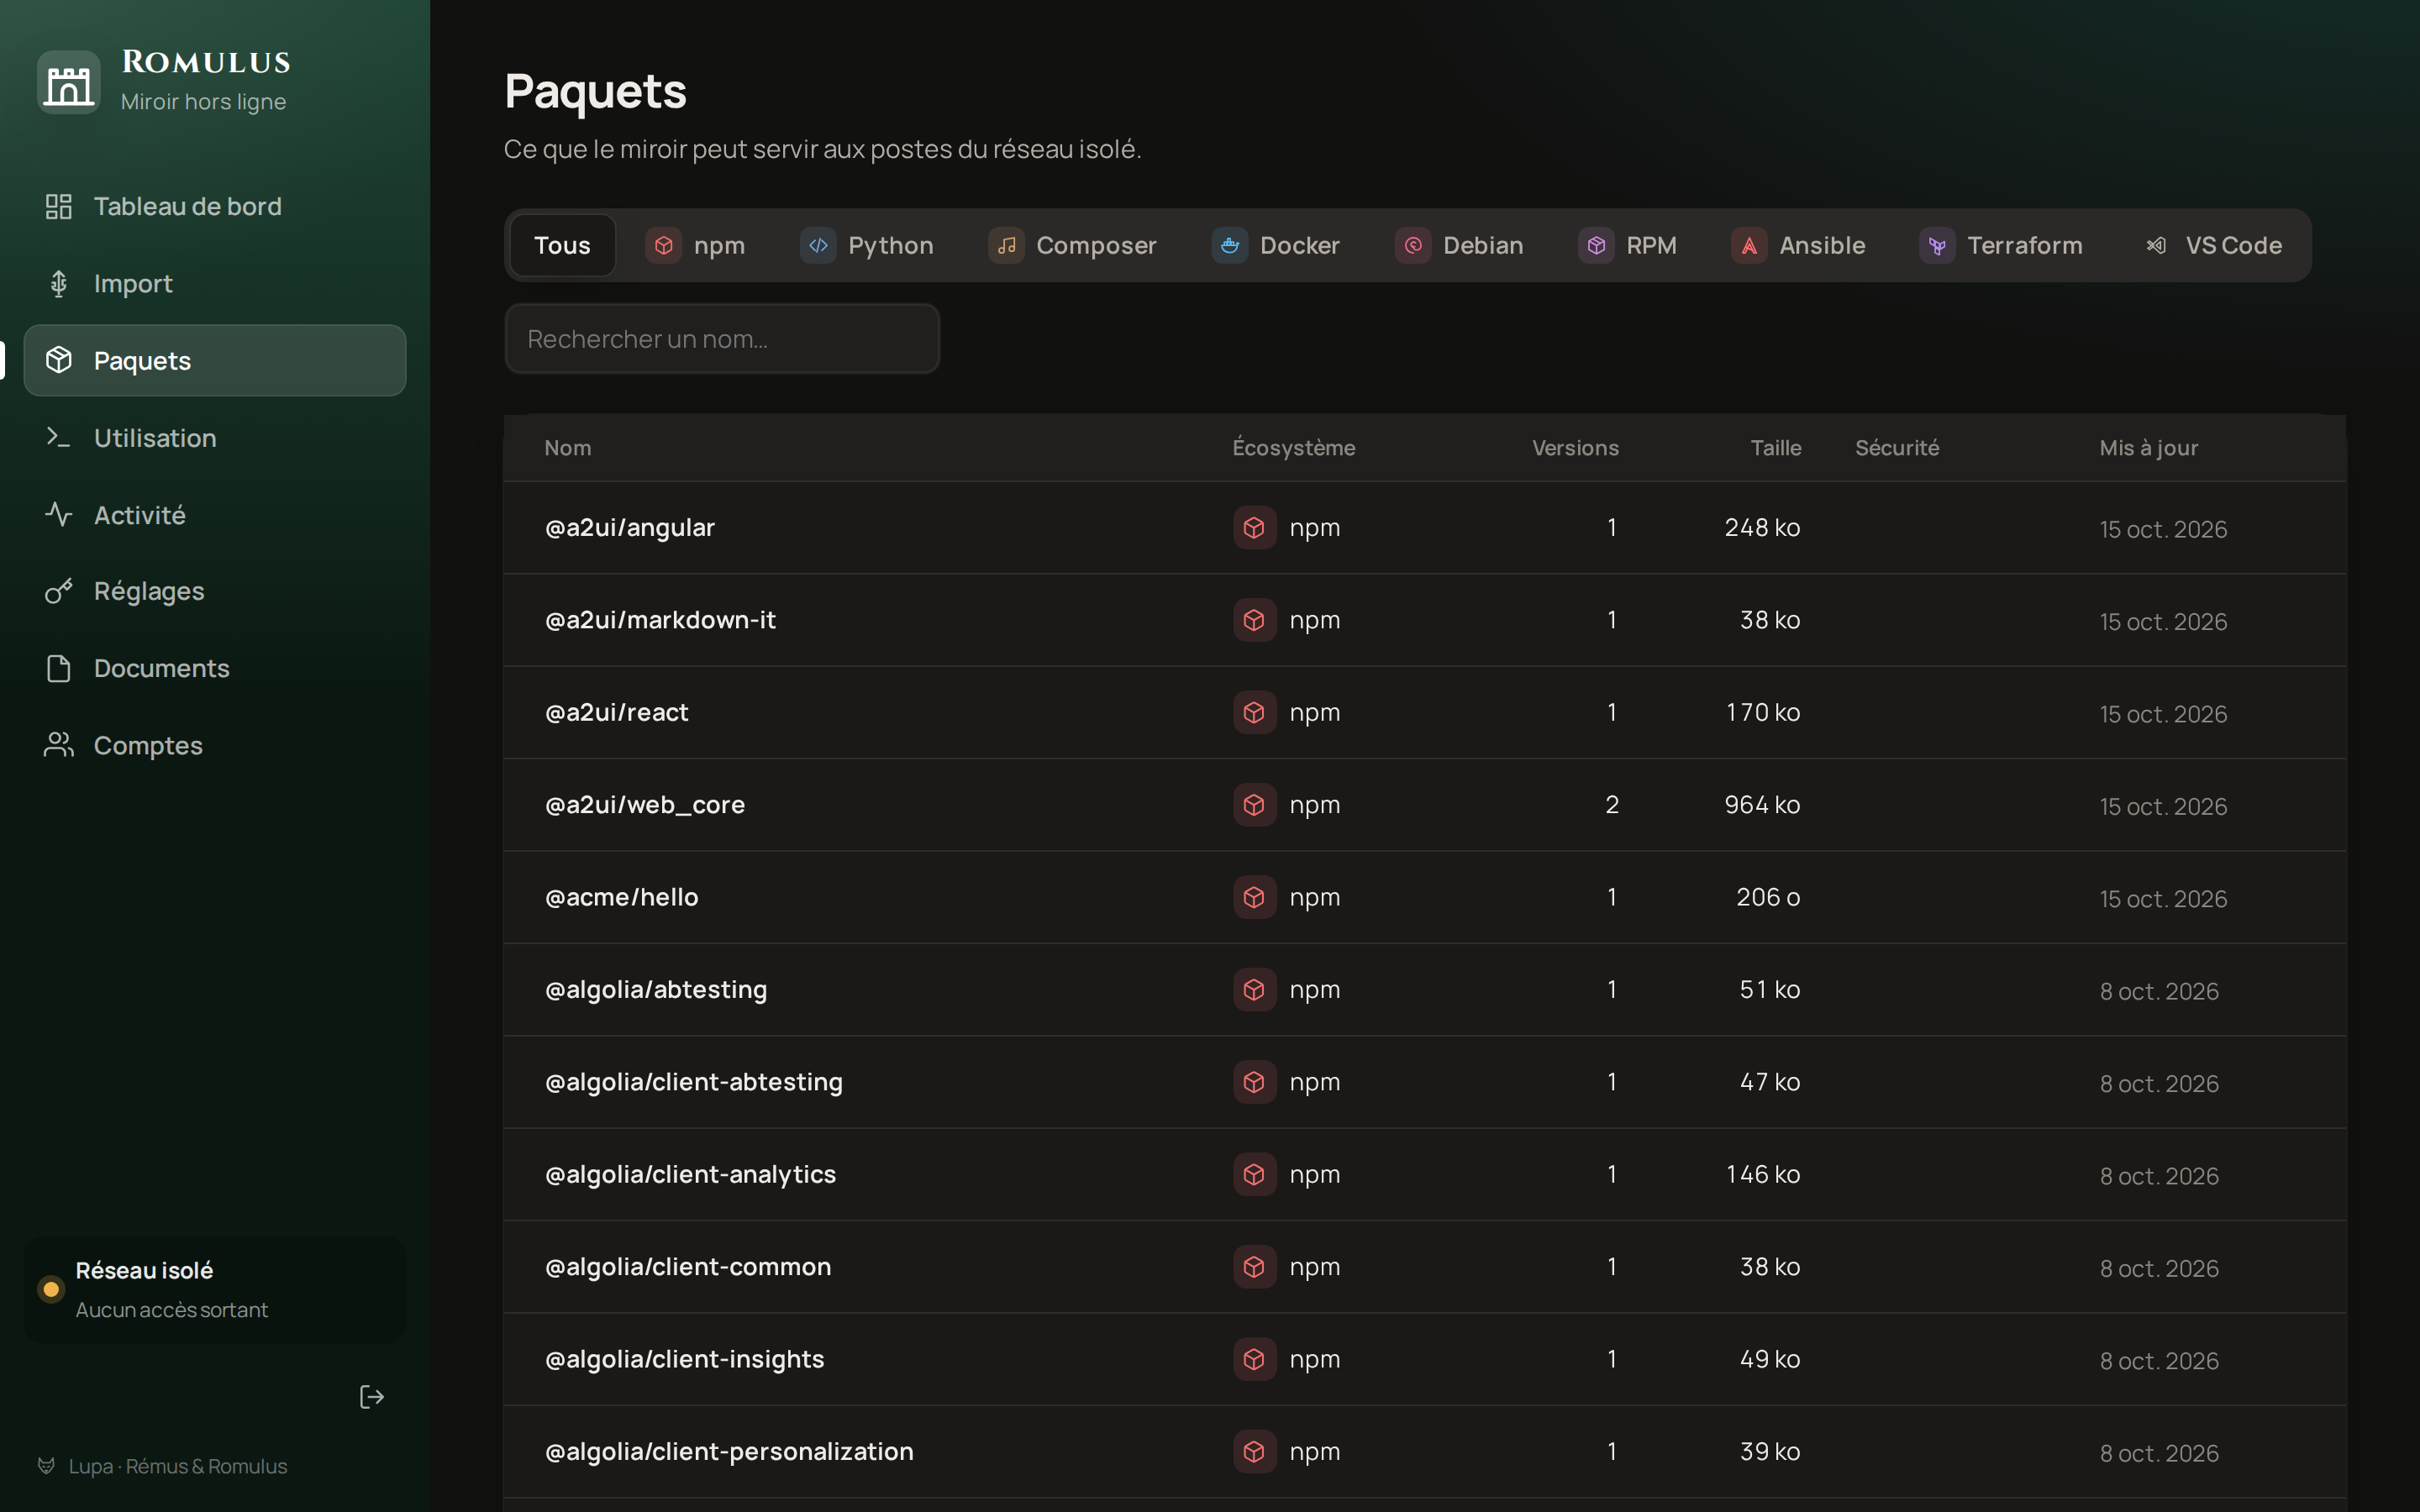 ROMULUS
Miroir hors ligne
Tableau de bord
Import
Paquets
Utilisation
Activité
Réglages
Documents
Comptes
Réseau isolé
Aucun accès sortant
Lupa · Rémus & Romulus
Paquets
Ce que le miroir peut servir aux postes du réseau isolé.
Tous npm Python Composer Docker Debian RPM Ansible Terraform VS Code
Rechercher un nom…
Nom Écosystème Versions Taille Sécurité Mis à jour
@a2ui/angular npm 1 248 ko 15 oct. 2026
@a2ui/markdown-it npm 1 38 ko 15 oct. 2026
@a2ui/react npm 1 170 ko 15 oct. 2026
@a2ui/web_core npm 2 964 ko 15 oct. 2026
@acme/hello npm 1 206 o 15 oct. 2026
@algolia/abtesting npm 1 51 ko 8 oct. 2026
@algolia/client-abtesting npm 1 47 ko 8 oct. 2026
@algolia/client-analytics npm 1 146 ko 8 oct. 2026
@algolia/client-common npm 1 38 ko 8 oct. 2026
@algolia/client-insights npm 1 49 ko 8 oct. 2026
@algolia/client-personalization npm 1 39 ko 8 oct. 2026